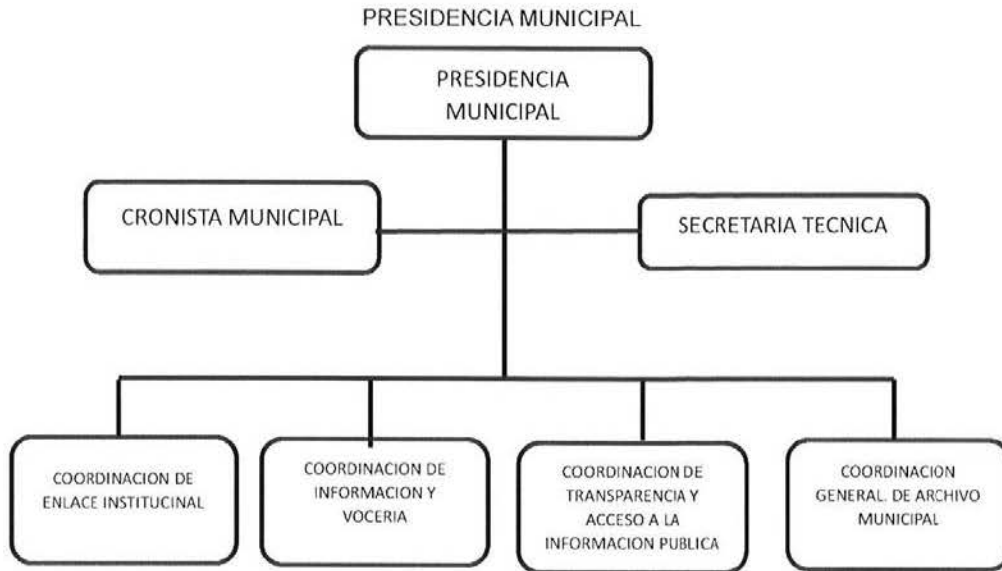 PRESIDENCIA MUNICIPAL
PRESIDENCIA
MUNICIPAL
CRONISTA MUNICIPAL
SECRETARIA TECNICA
COORDINACION DE
ENLACE INSTITUCINAL
COORDINACION DE
INFORMACION Y
VOCERIA
COORDINACION DE
TRANSPARENCIA Y
ACCESO A LA
INFORMACION PUBLICA
COORDINACION
GENERAL. DE ARCHIVO
MUNICIPAL